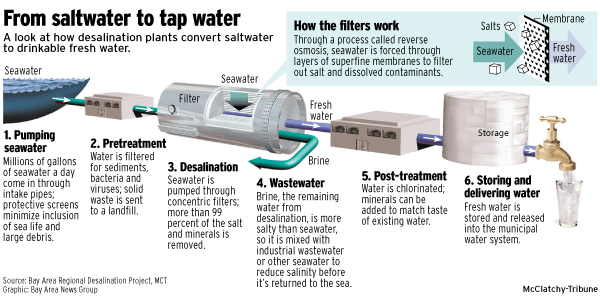 From saltwater to tap water
A look at how desalination plants convert saltwater
to drinkable fresh water.
How the filters work
Through a process called reverse
osmosis, seawater is forced through
layers of superfine membranes to filter
out salt and dissolved contaminants.
Membrane
Salts
Seawater
Fresh
water
Seawater
Filter
Seawater
Fresh
water
Brine
Storage
1. Pumping
seawater
Millions of gallons
of seawater a day
come in through
intake pipes;
protective screens
minimize inclusion
of sea life and
large debris.
2. Pretreatment
Water is filtered
for sediments,
bacteria and
viruses; solid
waste is sent
to a landfill.
3. Desalination
Seawater is
pumped through
concentric filters;
more than 99
percent of the salt
and minerals is
removed.
4. Wastewater
Brine, the remaining
water from
desalination, is more
salty than seawater,
so it is mixed with
industrial wastewater
or other seawater to
reduce salinity before
it's returned to the sea.
5. Post-treatment
Water is chlorinated;
minerals can be
added to match taste
of existing water.
6. Storing and
delivering water
Fresh water is
stored and released
into the municipal
water system.
Source: Bay Area Regional Desalination Project, MCT
Graphic: Bay Area News Group
McClatchy-Tribune